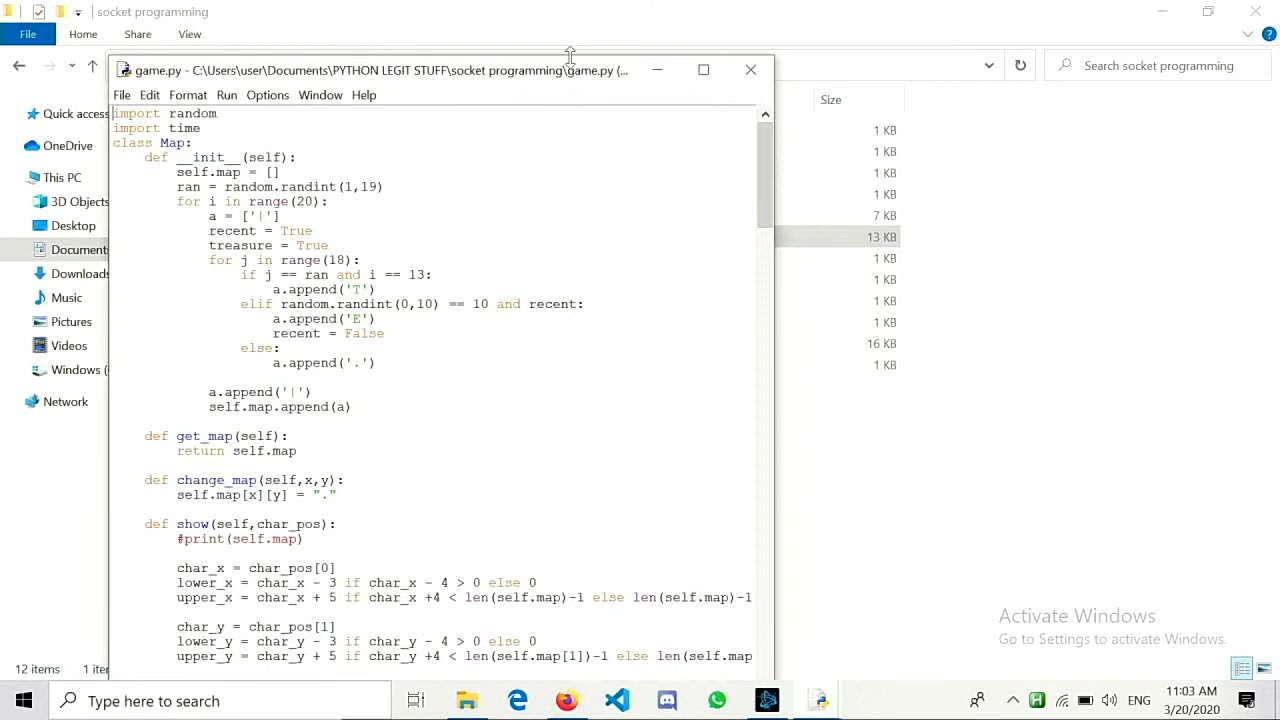 socket programming
File Home Share View
Search socket programming
game.py - C:\Users\user\Documents\PYTHON LEGIT STUFF\socket programming\game.py (...
File Edit Format Run Options Window Help
Size
Quick access
OneDrive
This PC
3D Objects
Desktop
Documents
Downloads
Music
Pictures
Videos
Windows (
Network
import random
import time
class Map:
    def __init__(self):
        self.map = []
        ran = random.randint(1,19)
        for i in range(20):
            a = ['|']
            recent = True
            treasure = True
            for j in range(18):
                if j == ran and i == 13:
                    a.append('T')
                elif random.randint(0,10) == 10 and recent:
                    a.append('E')
                    recent = False
                else:
                    a.append('.')
            a.append('|')
            self.map.append(a)
    def get_map(self):
        return self.map
    def change_map(self,x,y):
        self.map[x][y] = "."
    def show(self,char_pos):
        #print(self.map)
        char_x = char_pos[0]
        lower_x = char_x - 3 if char_x - 4 > 0 else 0
        upper_x = char_x + 5 if char_x +4 < len(self.map)-1 else len(self.map)-1
        char_y = char_pos[1]
        lower_y = char_y - 3 if char_y - 4 > 0 else 0
        upper_y = char_y + 5 if char_y +4 < len(self.map[1])-1 else len(self.map
1 KB
1 KB
1 KB
1 KB
7 KB
13 KB
1 KB
1 KB
1 KB
1 KB
16 KB
1 KB
Activate Windows
Go to Settings to activate Windows.
12 items 1 ite
Type here to search
ENG
11:03 AM
3/20/2020